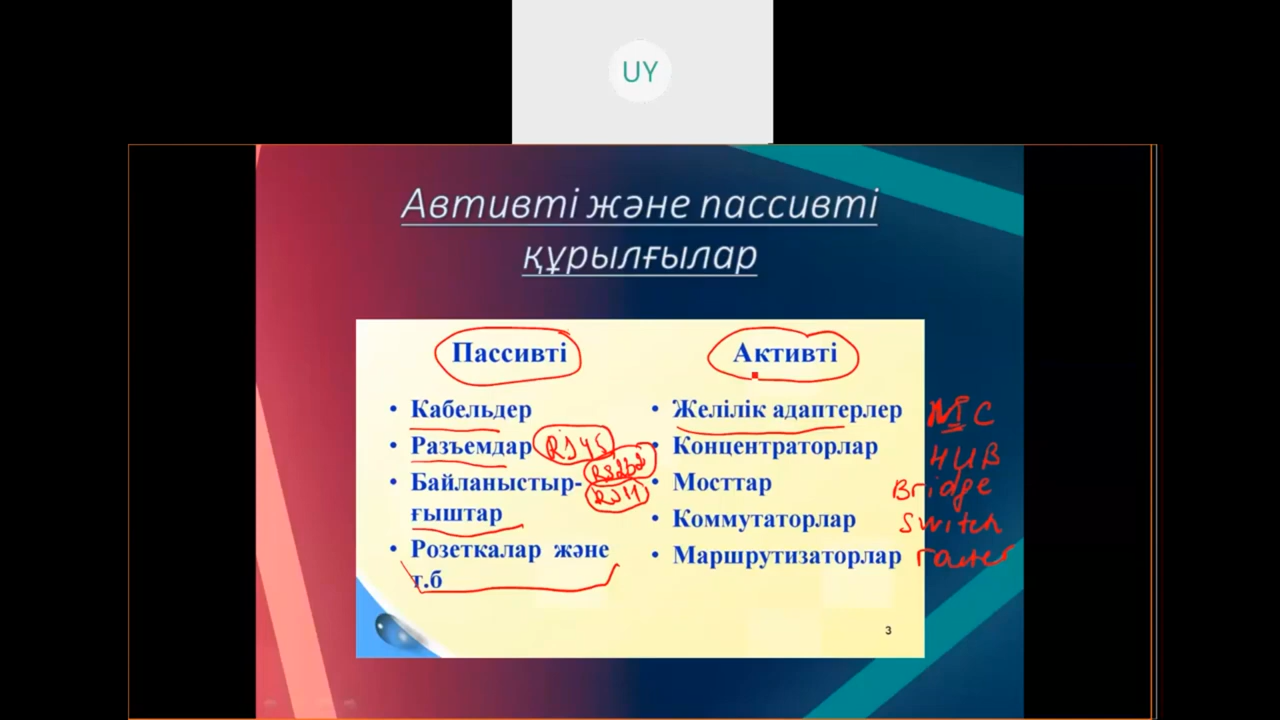 UY
Автивті және пассивті
құрылғылар
Пассивті
Активті
• Кабельдер
• Разъемдар RJ45
RS232
• Байланыстыр-
ғыштар
RJ11
• Розеткалар және
т.б
• Желілік адаптерлер NIC
• Концентраторлар HUB
• Мосттар Bridge
• Коммутаторлар Switch
• Маршрутизаторлар
3